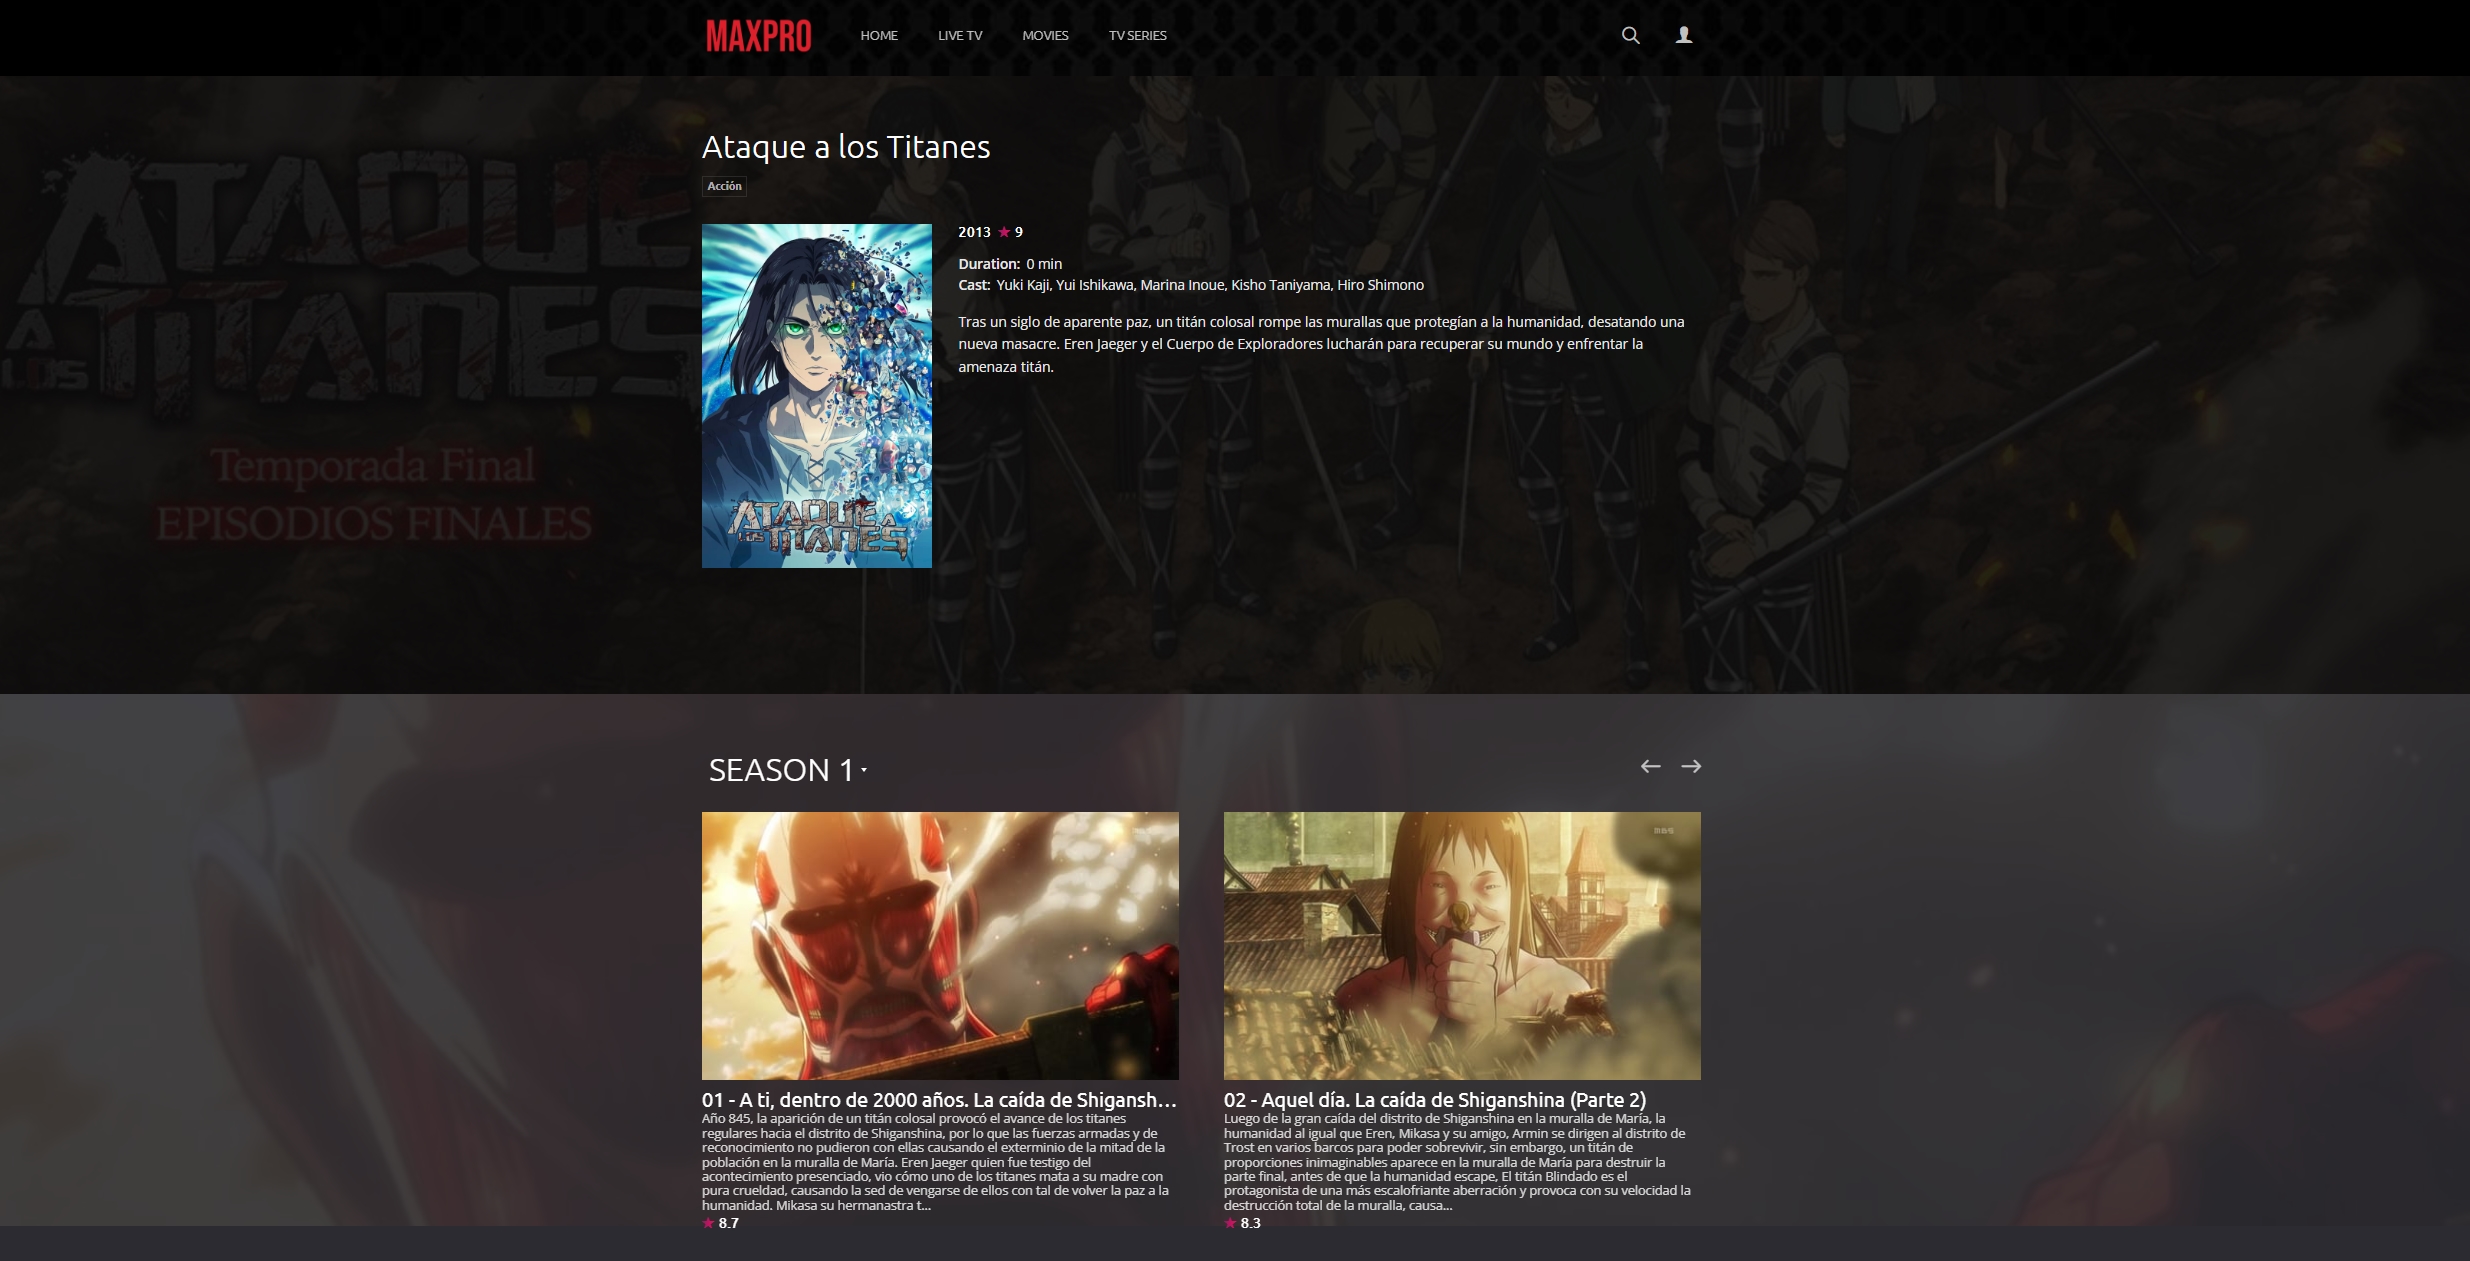 MAXPRO
HOME
LIVE TV
MOVIES
TV SERIES
Ataque a los Titanes
Acción
ATAQUE
A LOS TITANES
Temporada Final
EPISODIOS FINALES
ATAQUE A
LOS TITANES
2013 ★ 9
Duration: 0 min
Cast: Yuki Kaji, Yui Ishikawa, Marina Inoue, Kisho Taniyama, Hiro Shimono
Tras un siglo de aparente paz, un titán colosal rompe las murallas que protegían a la humanidad, desatando una
nueva masacre. Eren Jaeger y el Cuerpo de Exploradores lucharán para recuperar su mundo y enfrentar la
amenaza titán.
SEASON 1
01 - A ti, dentro de 2000 años. La caída de Shigansh...
Año 845, la aparición de un titán colosal provocó el avance de los titanes
regulares hacia el distrito de Shiganshina, por lo que las fuerzas armadas y de
reconocimiento no pudieron con ellas causando el exterminio de la mitad de la
población en la muralla de María. Eren Jaeger quien fue testigo del
acontecimiento presenciado, vio cómo uno de los titanes mata a su madre con
pura crueldad, causando la sed de vengarse de ellos con tal de volver la paz a la
humanidad. Mikasa su hermanastra t...
★ 8.7
02 - Aquel día. La caída de Shiganshina (Parte 2)
Luego de la gran caída del distrito de Shiganshina en la muralla de María, la
humanidad al igual que Eren, Mikasa y su amigo, Armin se dirigen al distrito de
Trost en varios barcos para poder sobrevivir, sin embargo, un titán de
proporciones inimaginables aparece en la muralla de María para destruir la
parte final, antes de que la humanidad escape, El titán Blindado es el
protagonista de una más escalofriante aberración y provoca con su velocidad la
destrucción total de la muralla, causa...
★ 8.3